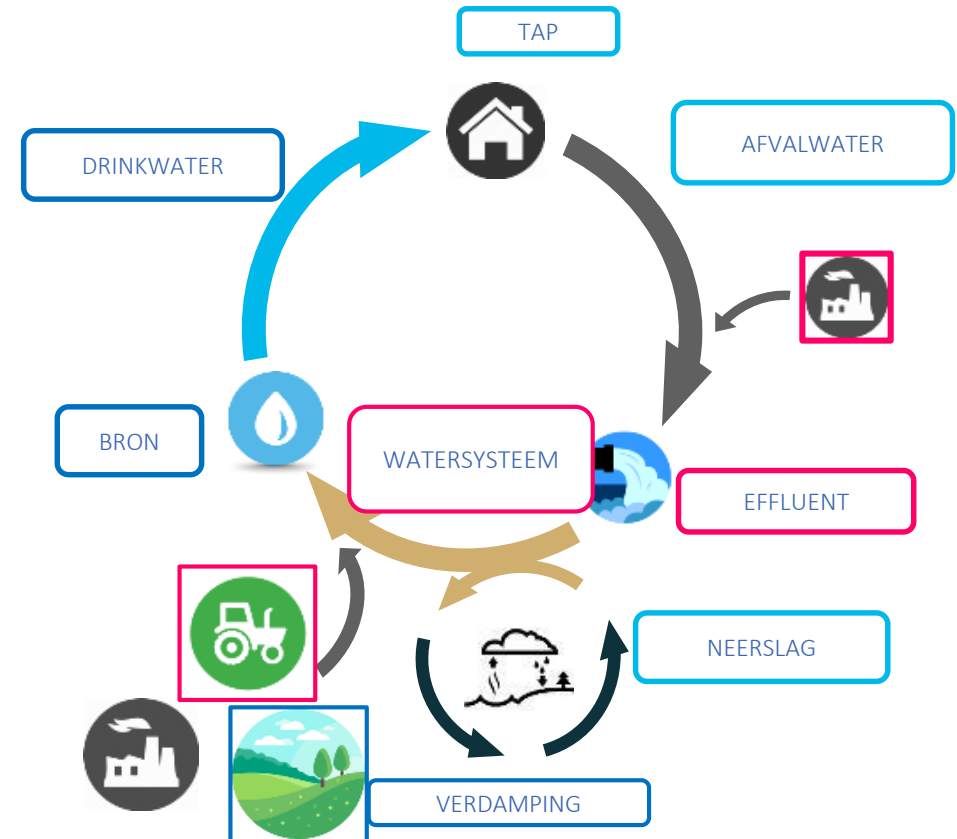 TAP
DRINKWATER
AFVALWATER
BRON
WATERSYSTEEM
EFFLUENT
NEERSLAG
VERDAMPING